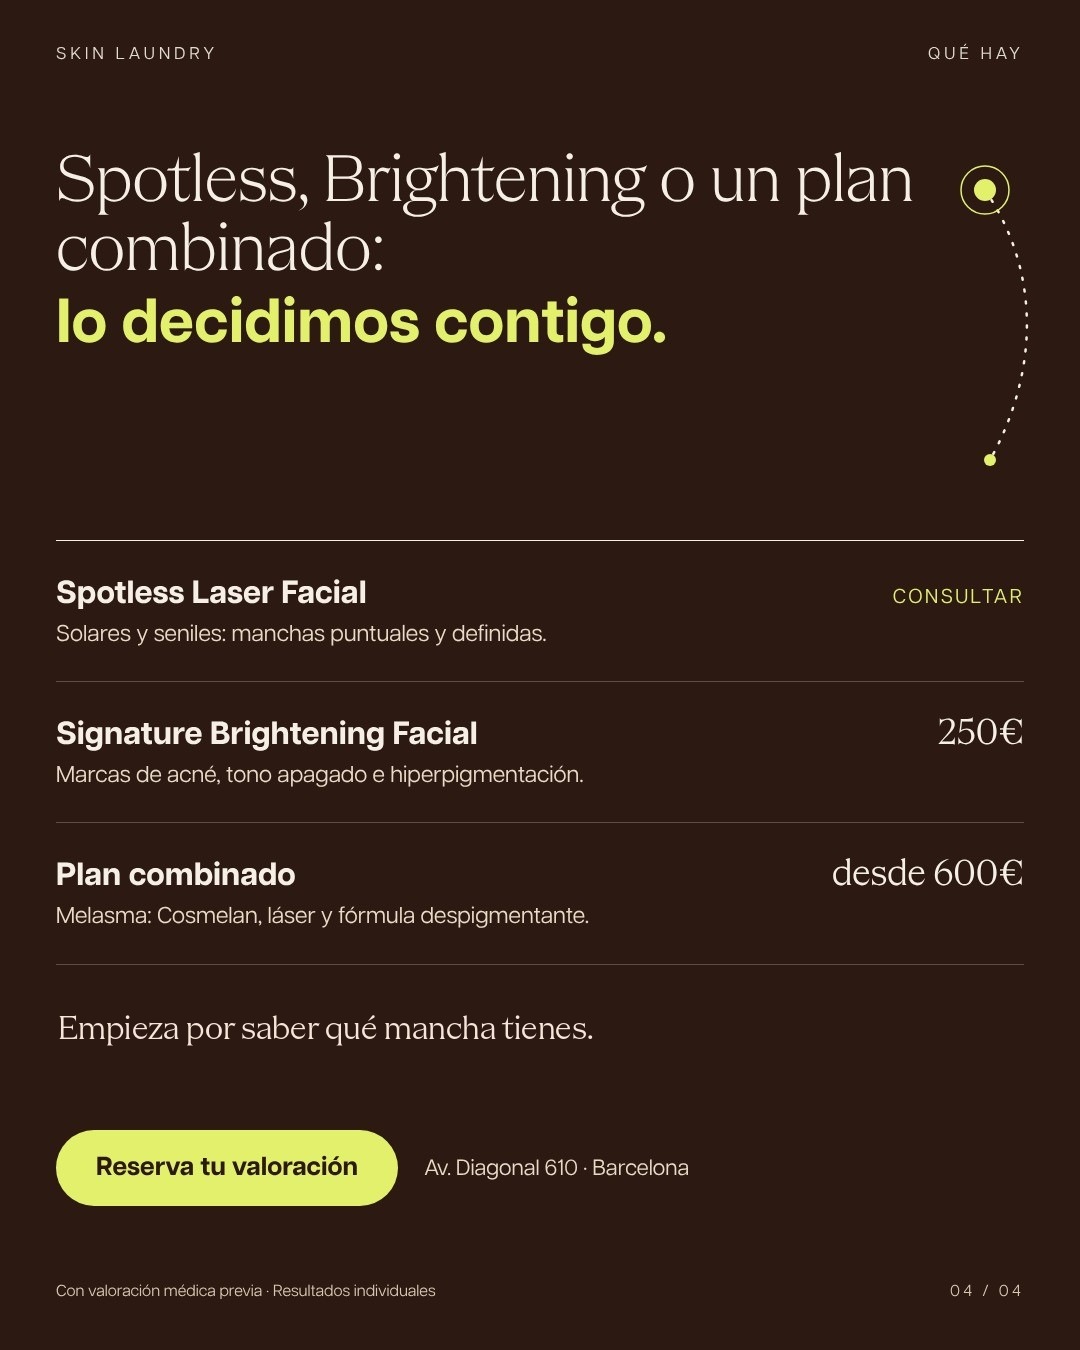 SKIN LAUNDRY
QUÉ HAY
Spotless, Brightening o un plan
combinado:
lo decidimos contigo.
Spotless Laser Facial
CONSULTAR
Solares y seniles: manchas puntuales y definidas.
Signature Brightening Facial
250€
Marcas de acné, tono apagado e hiperpigmentación.
Plan combinado
desde 600€
Melasma: Cosmelan, láser y fórmula despigmentante.
Empieza por saber qué mancha tienes.
Reserva tu valoración
Av. Diagonal 610 · Barcelona
Con valoración médica previa · Resultados individuales
04 / 04